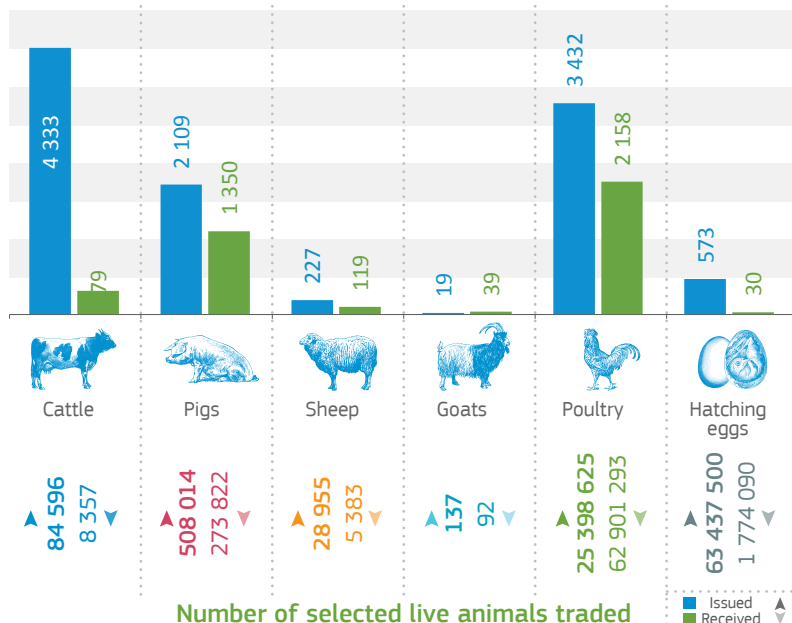 4 333
79
2 109
1 350
227
119
19
39
3 432
2 158
573
30
Cattle
Pigs
Sheep
Goats
Poultry
Hatching
eggs
84 596
8 357
508 014
273 822
28 955
5 383
137
92
25 398 625
62 901 293
63 437 500
1 774 090
Number of selected live animals traded
Issued
Received